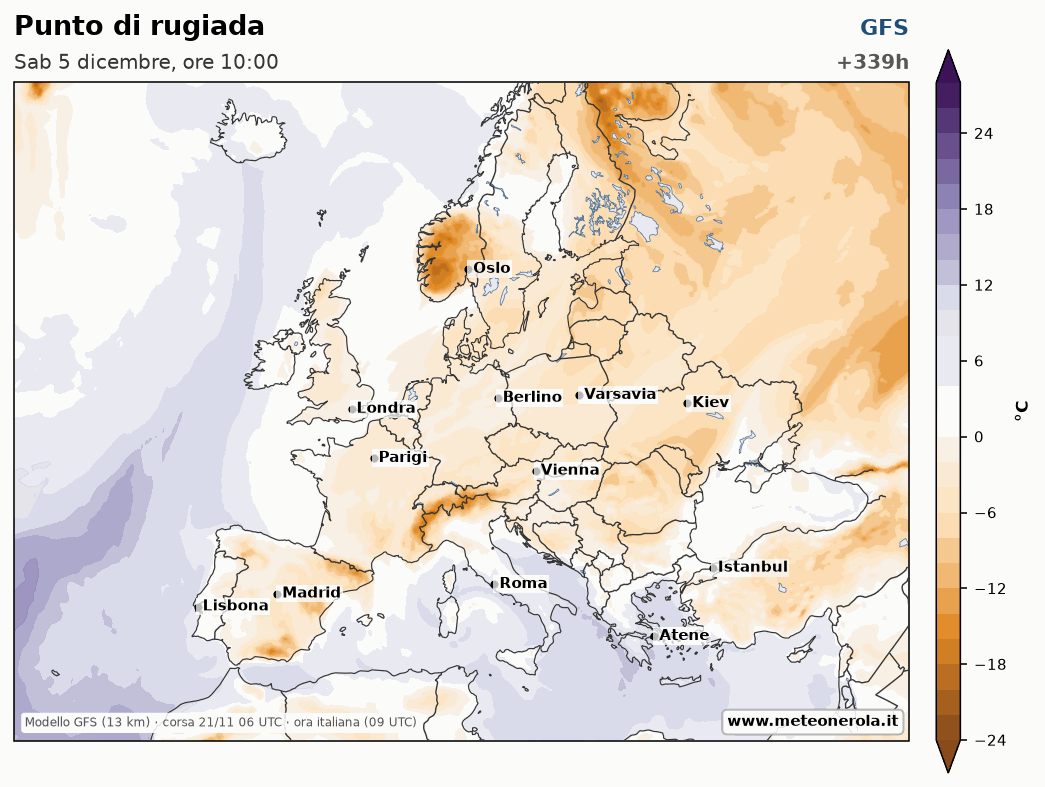 Punto di rugiada
GFS
Sab 5 dicembre, ore 10:00
+339h
Oslo
Londra
Berlino
Varsavia
Kiev
Parigi
Vienna
Istanbul
Madrid
Roma
Lisbona
Atene
Modello GFS (13 km) · corsa 21/11 06 UTC · ora italiana (09 UTC)
www.meteonerola.it
24
18
12
6
0
−6
−12
−18
−24
°C